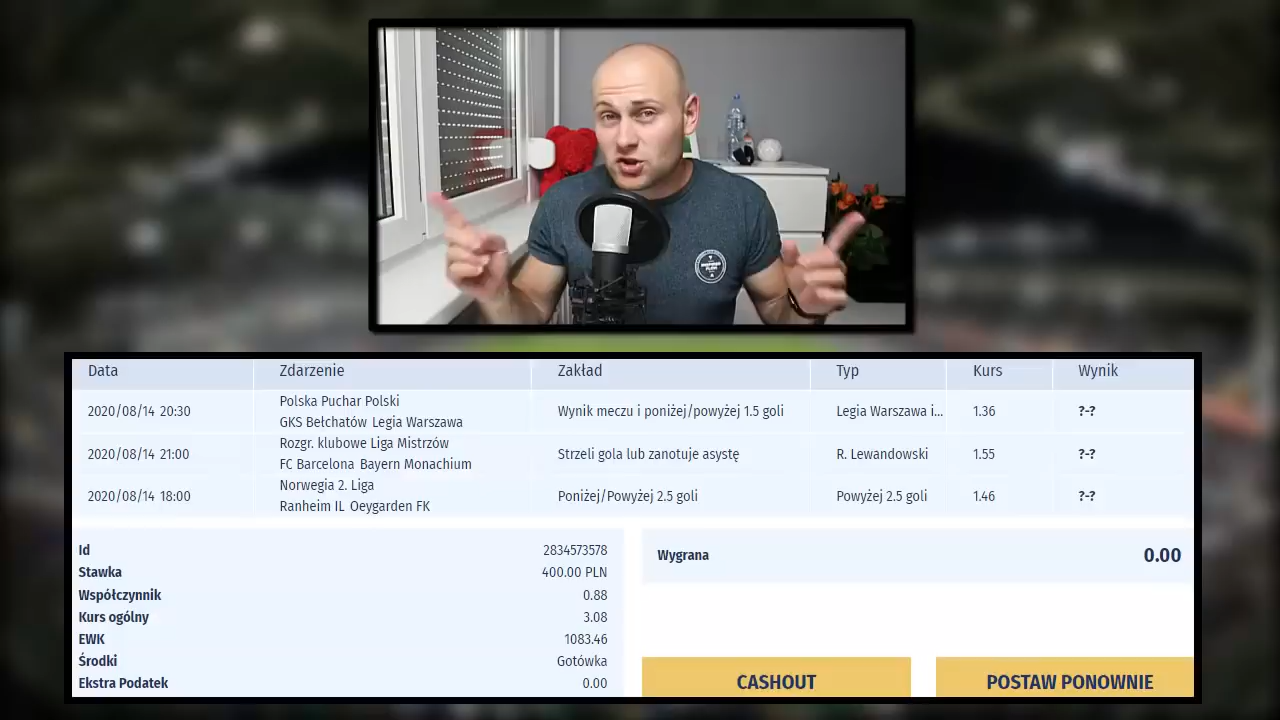 Data Zdarzenie Zakład Typ Kurs Wynik
2020/08/14 20:30 Polska Puchar Polski
GKS Bełchatów Legia Warszawa Wynik meczu i poniżej/powyżej 1.5 goli Legia Warszawa i... 1.36 ?-?
2020/08/14 21:00 Rozgr. klubowe Liga Mistrzów
FC Barcelona Bayern Monachium Strzeli gola lub zanotuje asystę R. Lewandowski 1.55 ?-?
2020/08/14 18:00 Norwegia 2. Liga
Ranheim IL Oeygarden FK Poniżej/Powyżej 2.5 goli Powyżej 2.5 goli 1.46 ?-?
Id 2834573578
Stawka 400.00 PLN
Współczynnik 0.88
Kurs ogólny 3.08
EWK 1083.46
Środki Gotówka
Ekstra Podatek 0.00
Wygrana 0.00
CASHOUT POSTAW PONOWNIE